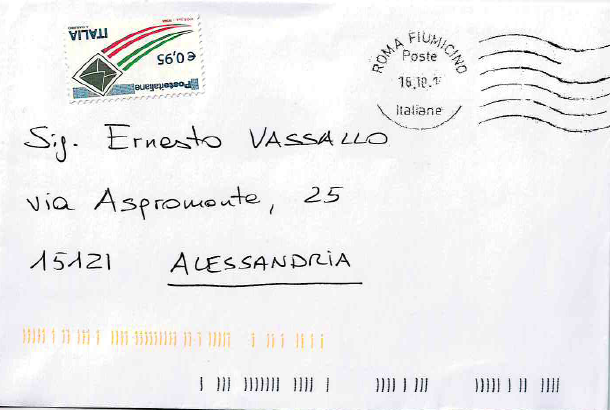 ITALIA
€0,95
Posteitaliane
ROMA FIUMICINO
Poste
Italiane
Sig. Ernesto VASSALLO
via Aspromonte, 25
15121 ALESSANDRIA